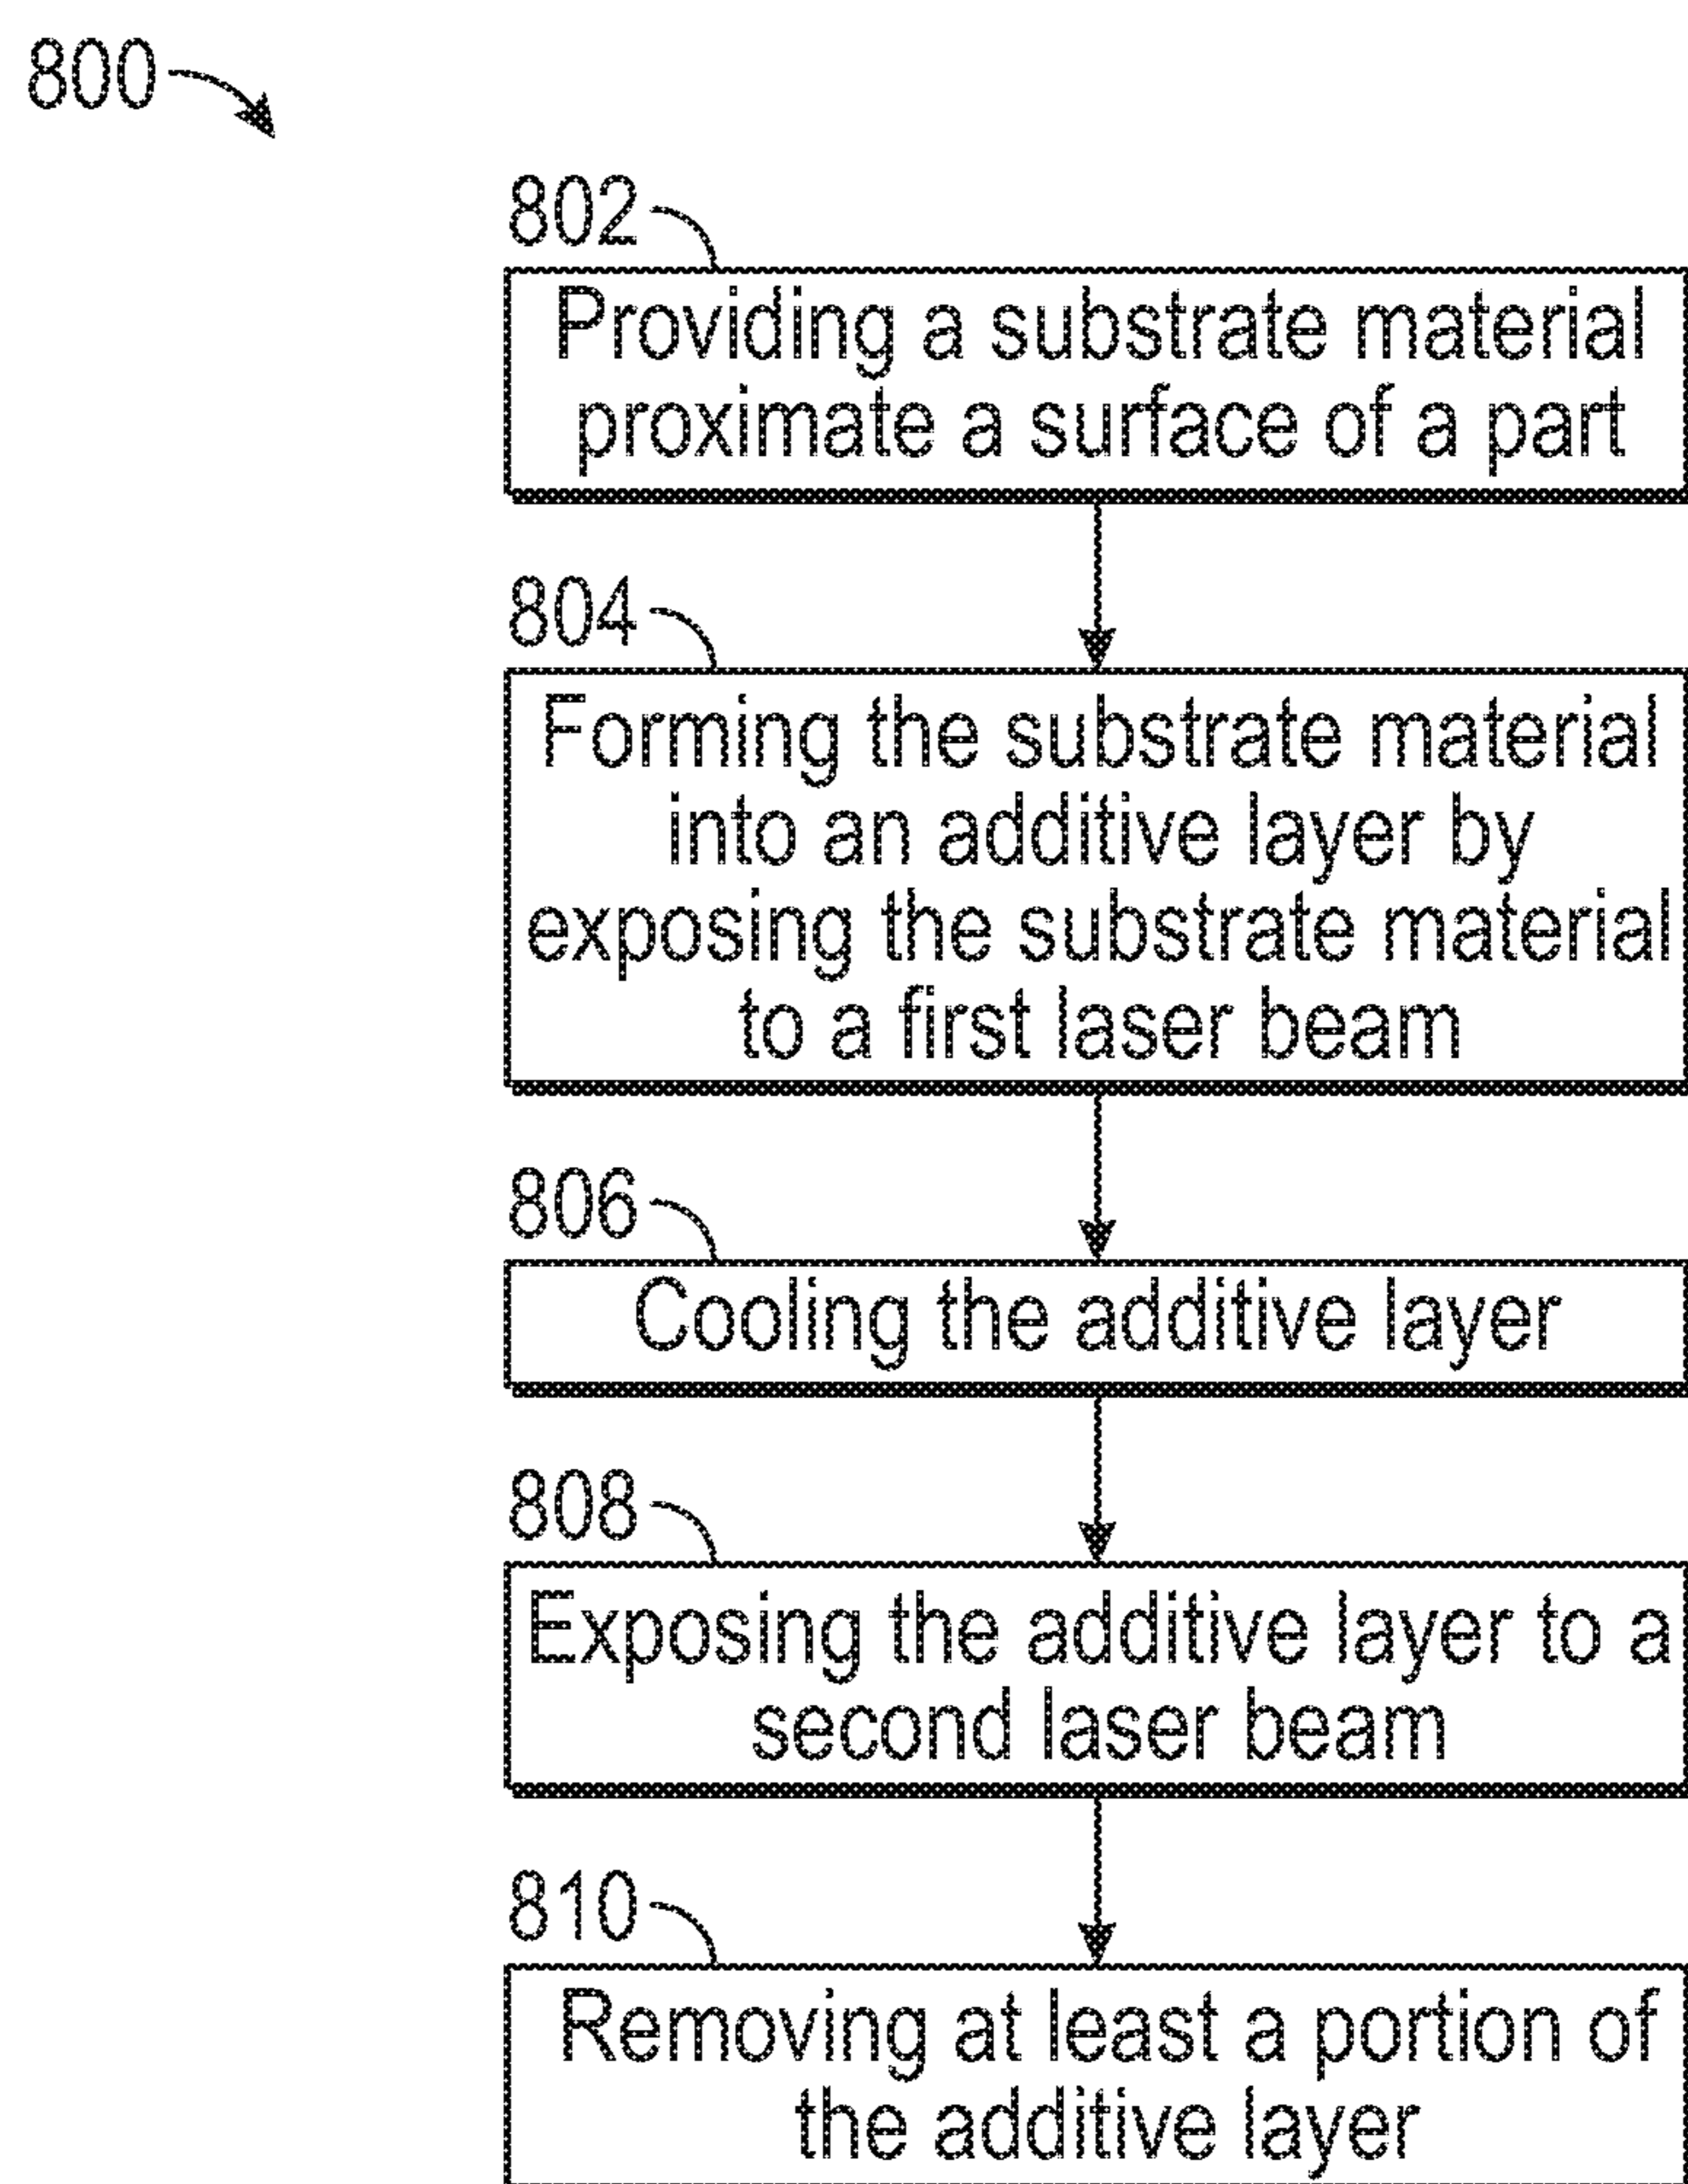 800
802
Providing a substrate material
proximate a surface of a part
804
Forming the substrate material
into an additive layer by
exposing the substrate material
to a first laser beam
806
Cooling the additive layer
808
Exposing the additive layer to a
second laser beam
810
Removing at least a portion of
the additive layer